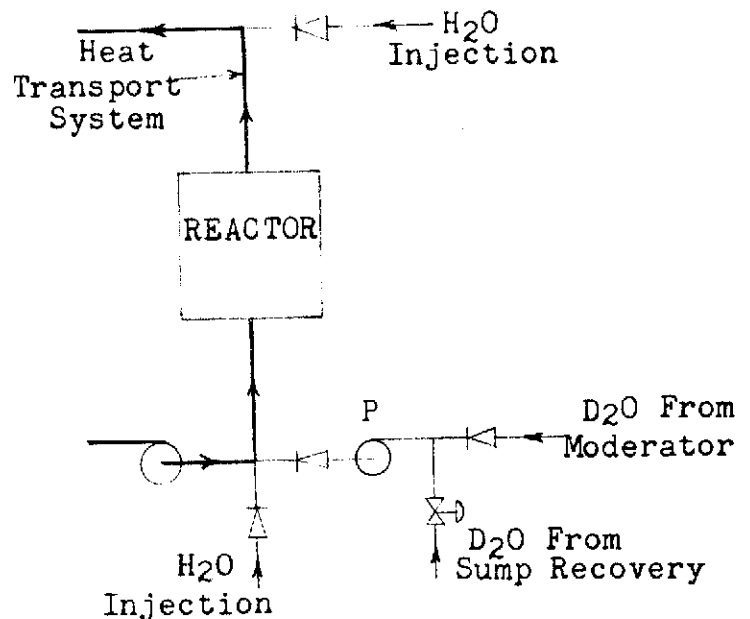 H₂O
Injection
Heat
Transport
System
REACTOR
P
D₂O From
Moderator
D₂O From
Sump Recovery
H₂O
Injection